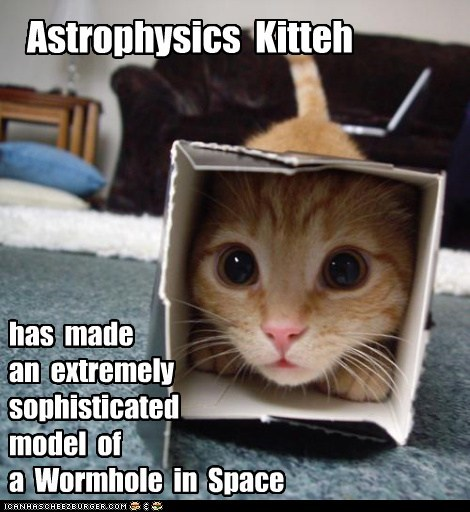 Astrophysics Kitteh
has made
an extremely
sophisticated
model of
a Wormhole in Space
ICANHASCHEEZBURGER.COM